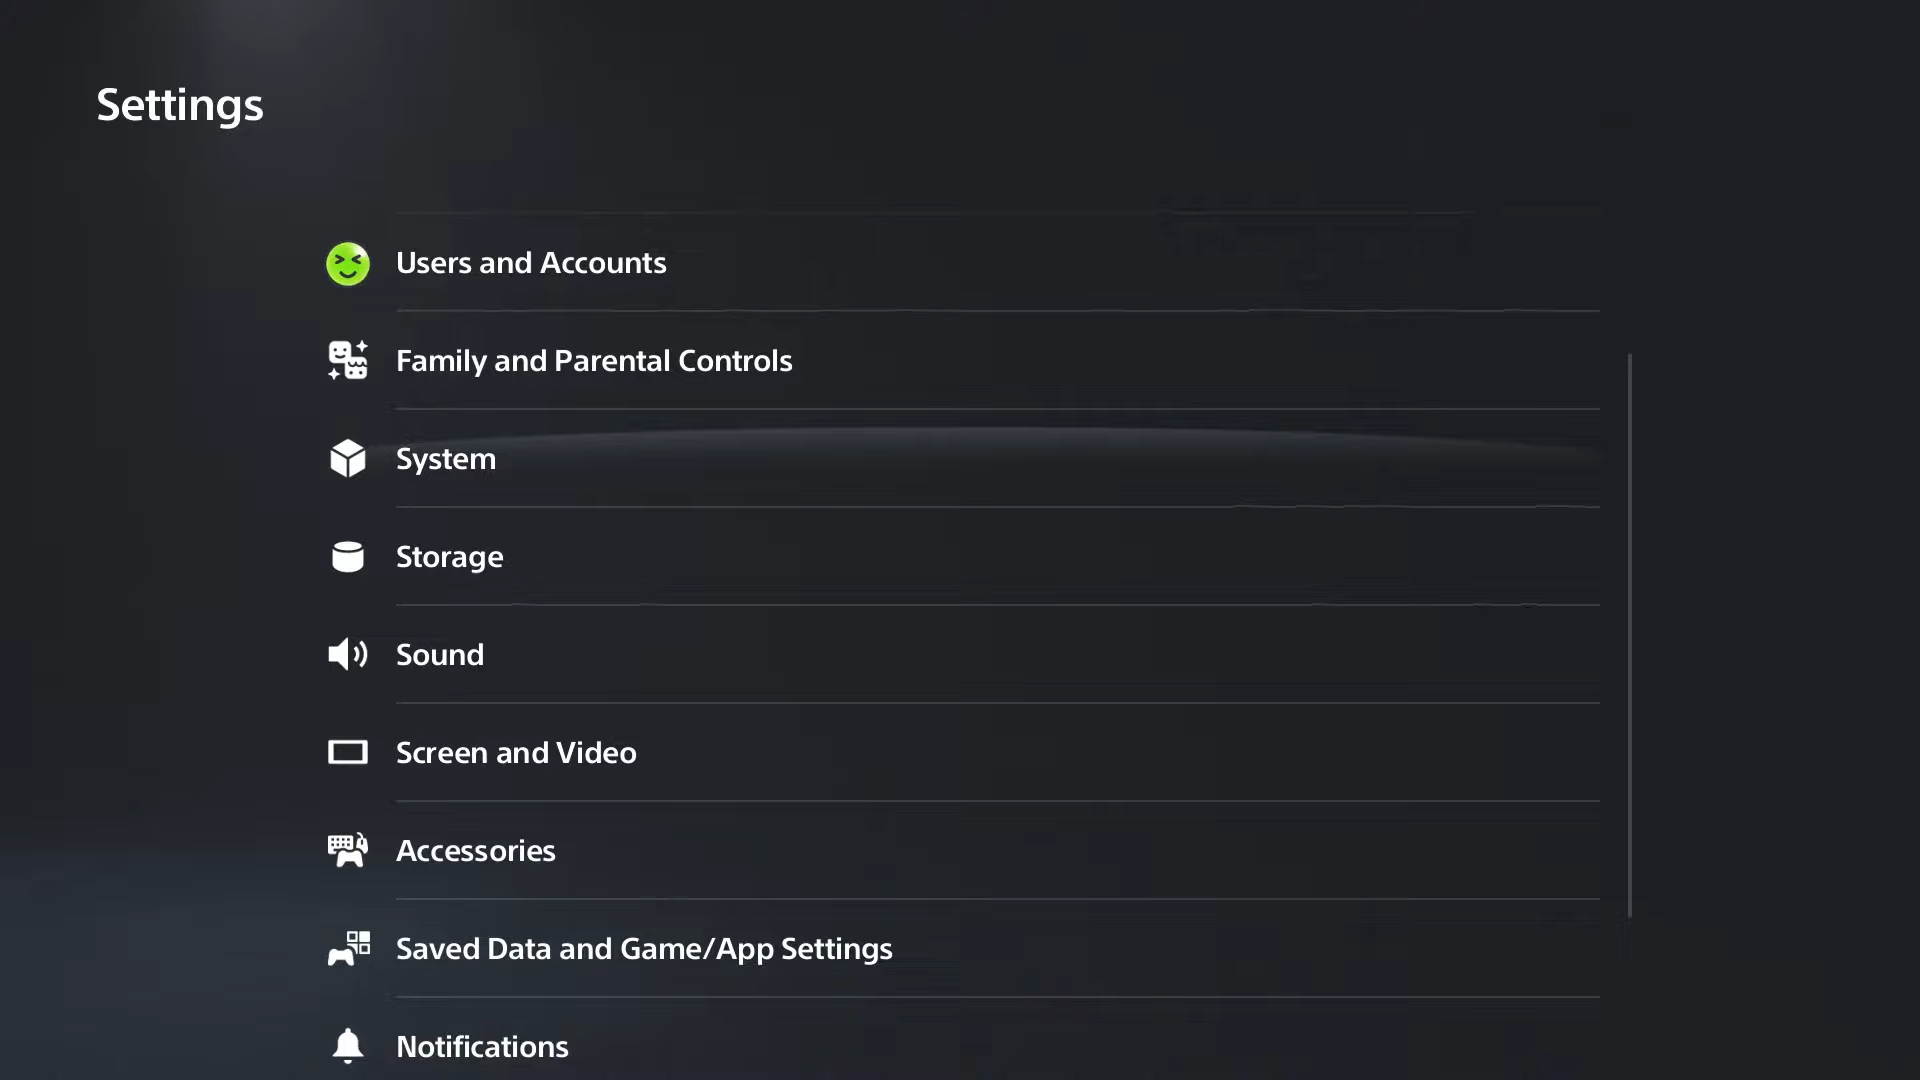 Settings
Users and Accounts
Family and Parental Controls
System
Storage
Sound
Screen and Video
Accessories
Saved Data and Game/App Settings
Notifications